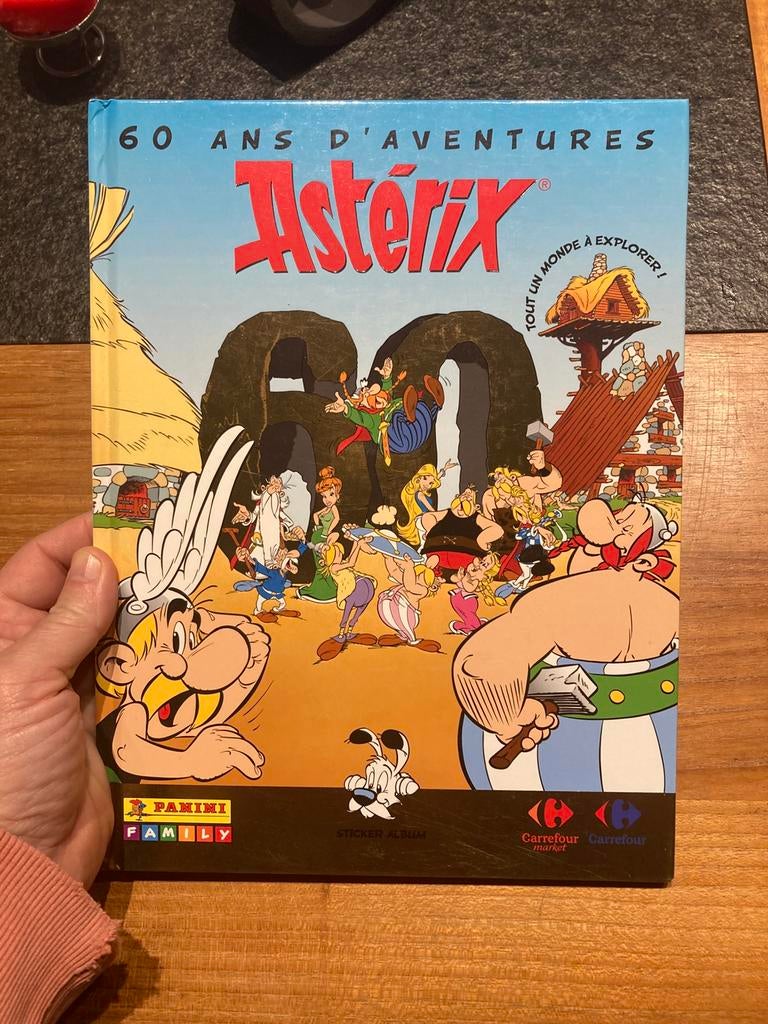 60 ANS D'AVENTURES
Astérix®
TOUT UN MONDE À EXPLORER !
PANINI
FAMILY
STICKER ALBUM
Carrefour
market
Carrefour